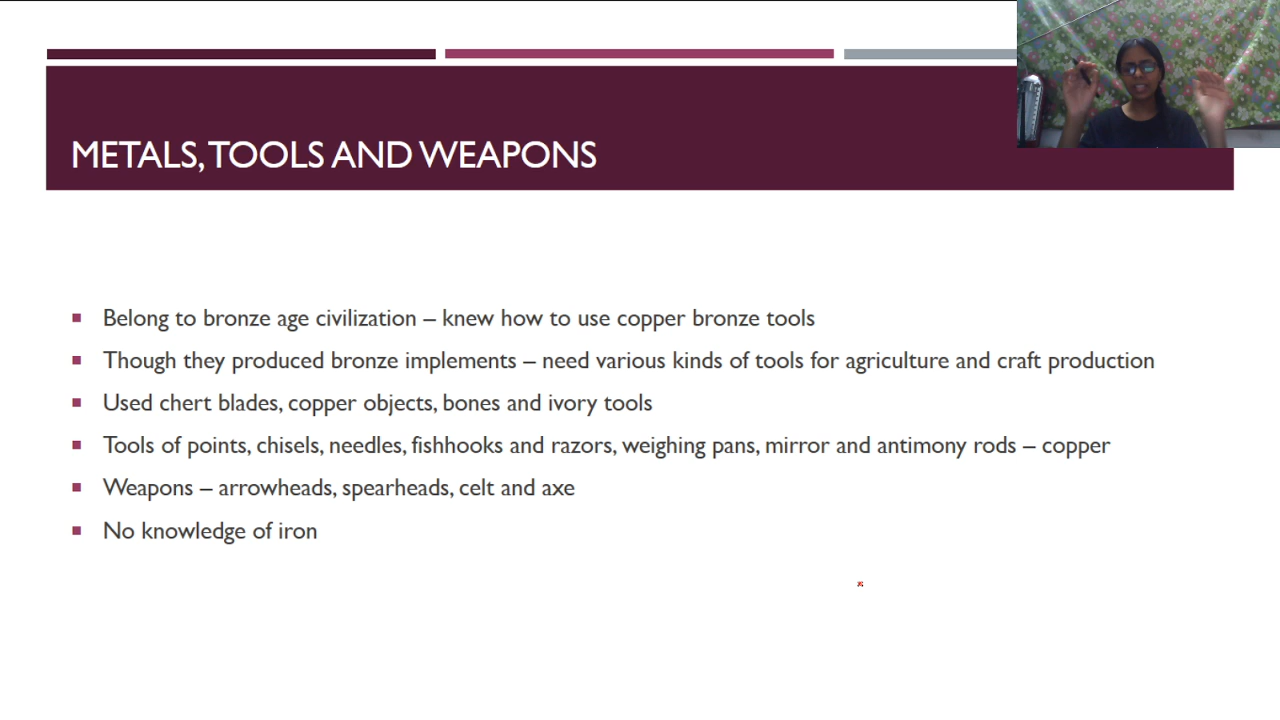 METALS, TOOLS AND WEAPONS
Belong to bronze age civilization – knew how to use copper bronze tools
Though they produced bronze implements – need various kinds of tools for agriculture and craft production
Used chert blades, copper objects, bones and ivory tools
Tools of points, chisels, needles, fishhooks and razors, weighing pans, mirror and antimony rods – copper
Weapons – arrowheads, spearheads, celt and axe
No knowledge of iron